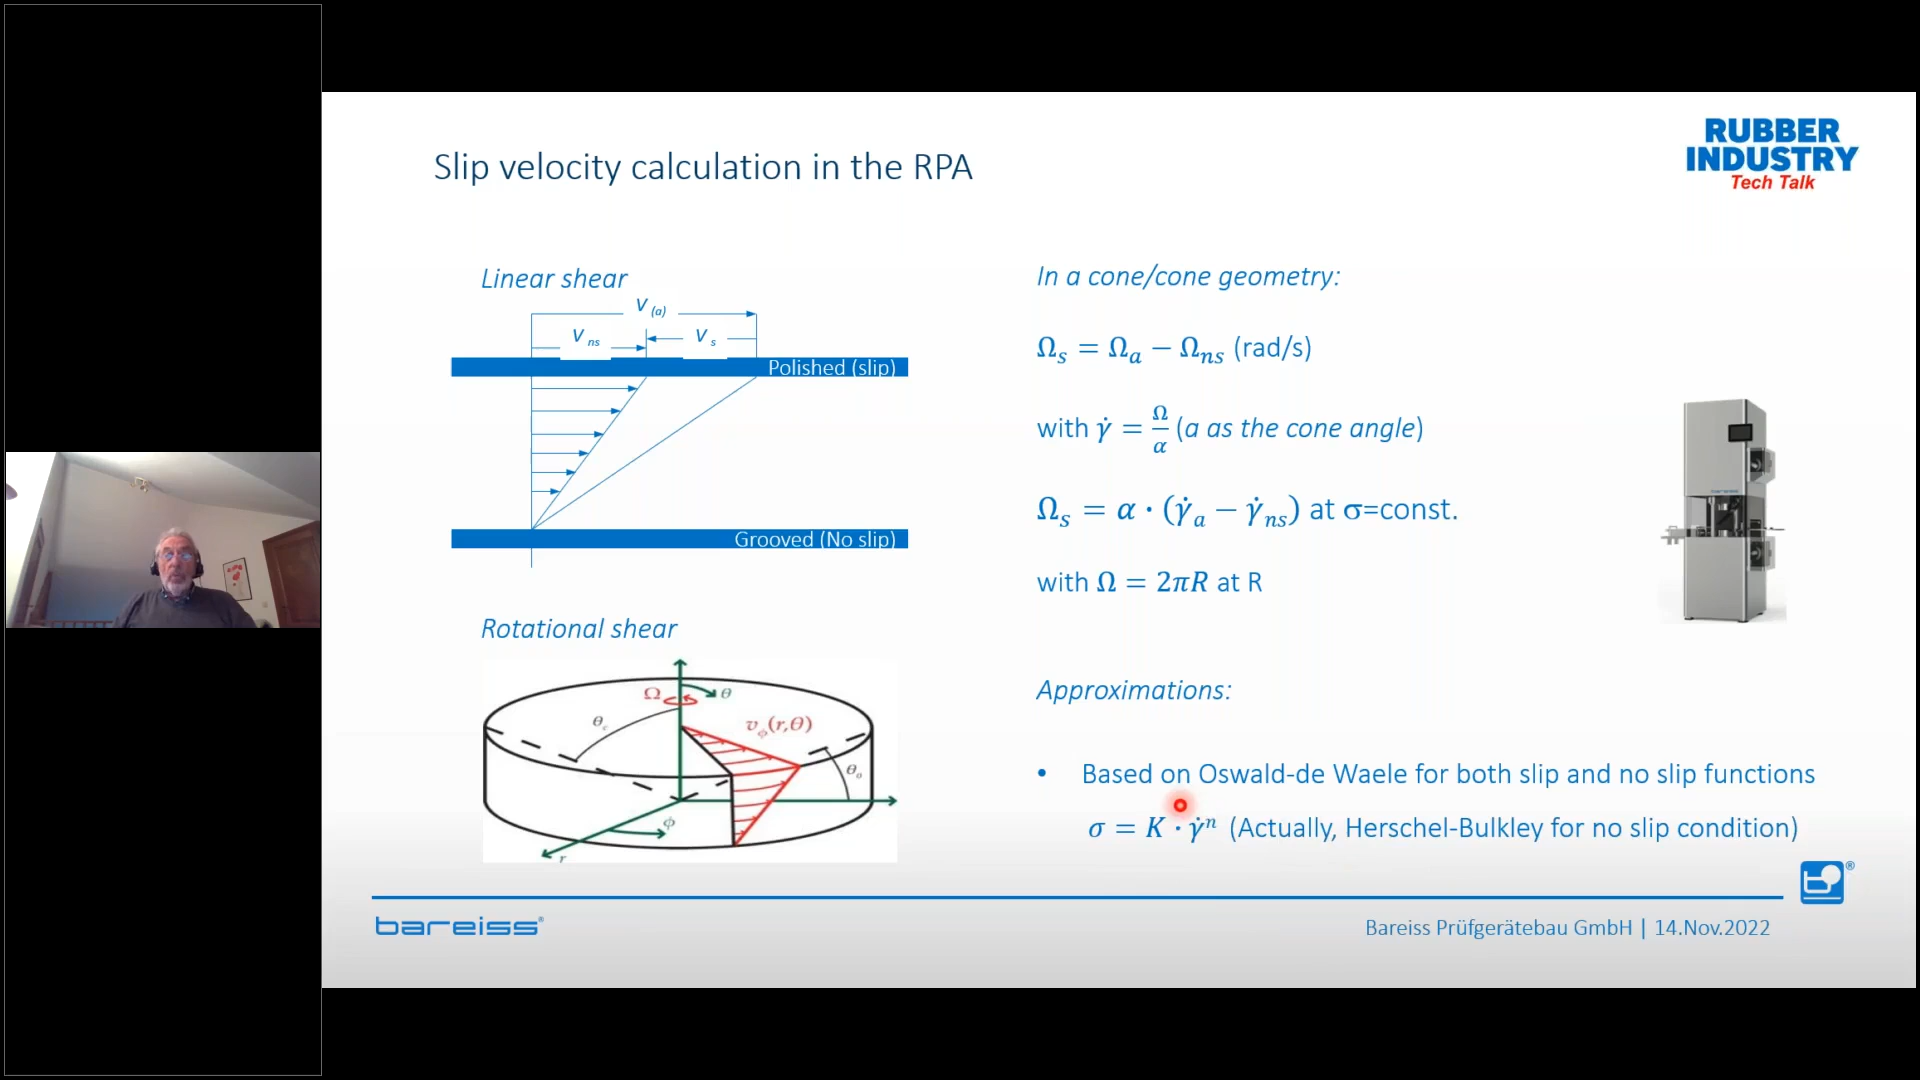 RUBBER
INDUSTRY
Tech Talk
Slip velocity calculation in the RPA
Linear shear
V (a)
V ns
V s
Polished (slip)
Grooved (No slip)
Rotational shear
Ω
θ
θc
vϕ(r,θ)
θo
ϕ
r
In a cone/cone geometry:
Ωs = Ωa − Ωns (rad/s)
with γ̇ = Ω/α (a as the cone angle)
Ωs = α · (γ̇a − γ̇ns) at σ=const.
with Ω = 2πR at R
Approximations:
• Based on Oswald-de Waele for both slip and no slip functions
σ = K · γ̇ⁿ (Actually, Herschel-Bulkley for no slip condition)
bareiss®
Bareiss Prüfgerätebau GmbH | 14.Nov.2022
®